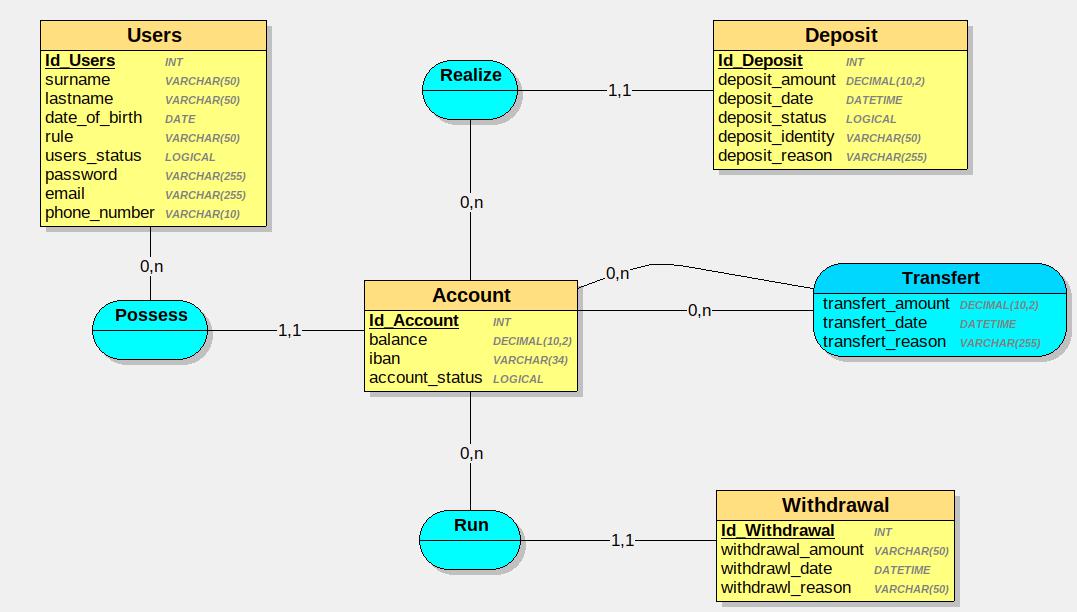 Users
Id_Users INT
surname VARCHAR(50)
lastname VARCHAR(50)
date_of_birth DATE
rule VARCHAR(50)
users_status LOGICAL
password VARCHAR(255)
email VARCHAR(255)
phone_number VARCHAR(10)
Realize
1,1
Deposit
Id_Deposit INT
deposit_amount DECIMAL(10,2)
deposit_date DATETIME
deposit_status LOGICAL
deposit_identity VARCHAR(50)
deposit_reason VARCHAR(255)
0,n
0,n
Possess
1,1
Account
Id_Account INT
balance DECIMAL(10,2)
iban VARCHAR(34)
account_status LOGICAL
0,n
0,n
Transfert
transfert_amount DECIMAL(10,2)
transfert_date DATETIME
transfert_reason VARCHAR(255)
0,n
Run
1,1
Withdrawal
Id_Withdrawal INT
withdrawal_amount VARCHAR(50)
withdrawl_date DATETIME
withdrawl_reason VARCHAR(50)